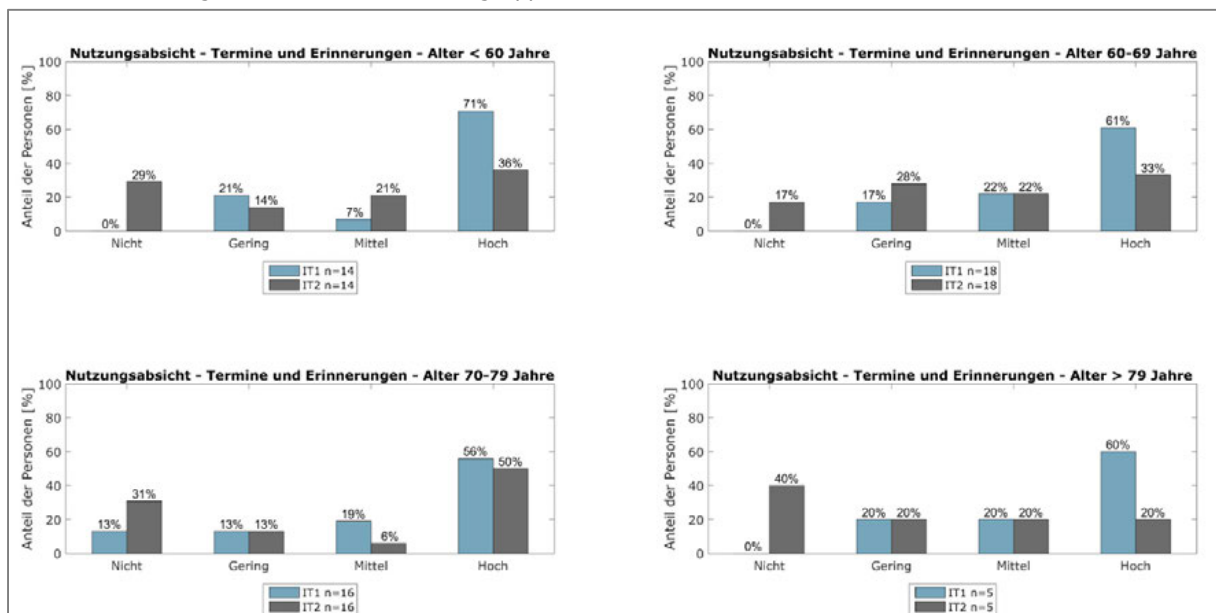 Nutzungsabsicht - Termine und Erinnerungen - Alter < 60 Jahre
Anteil der Personen [%]
100
80
60
40
20
0
0%
29%
21%
14%
7%
21%
71%
36%
Nicht
Gering
Mittel
Hoch
IT1 n=14
IT2 n=14
Nutzungsabsicht - Termine und Erinnerungen - Alter 60-69 Jahre
Anteil der Personen [%]
100
80
60
40
20
0
0%
17%
17%
28%
22%
22%
61%
33%
Nicht
Gering
Mittel
Hoch
IT1 n=18
IT2 n=18
Nutzungsabsicht - Termine und Erinnerungen - Alter 70-79 Jahre
Anteil der Personen [%]
100
80
60
40
20
0
13%
31%
13%
13%
19%
6%
56%
50%
Nicht
Gering
Mittel
Hoch
IT1 n=16
IT2 n=16
Nutzungsabsicht - Termine und Erinnerungen - Alter > 79 Jahre
Anteil der Personen [%]
100
80
60
40
20
0
0%
40%
20%
20%
20%
20%
60%
20%
Nicht
Gering
Mittel
Hoch
IT1 n=5
IT2 n=5